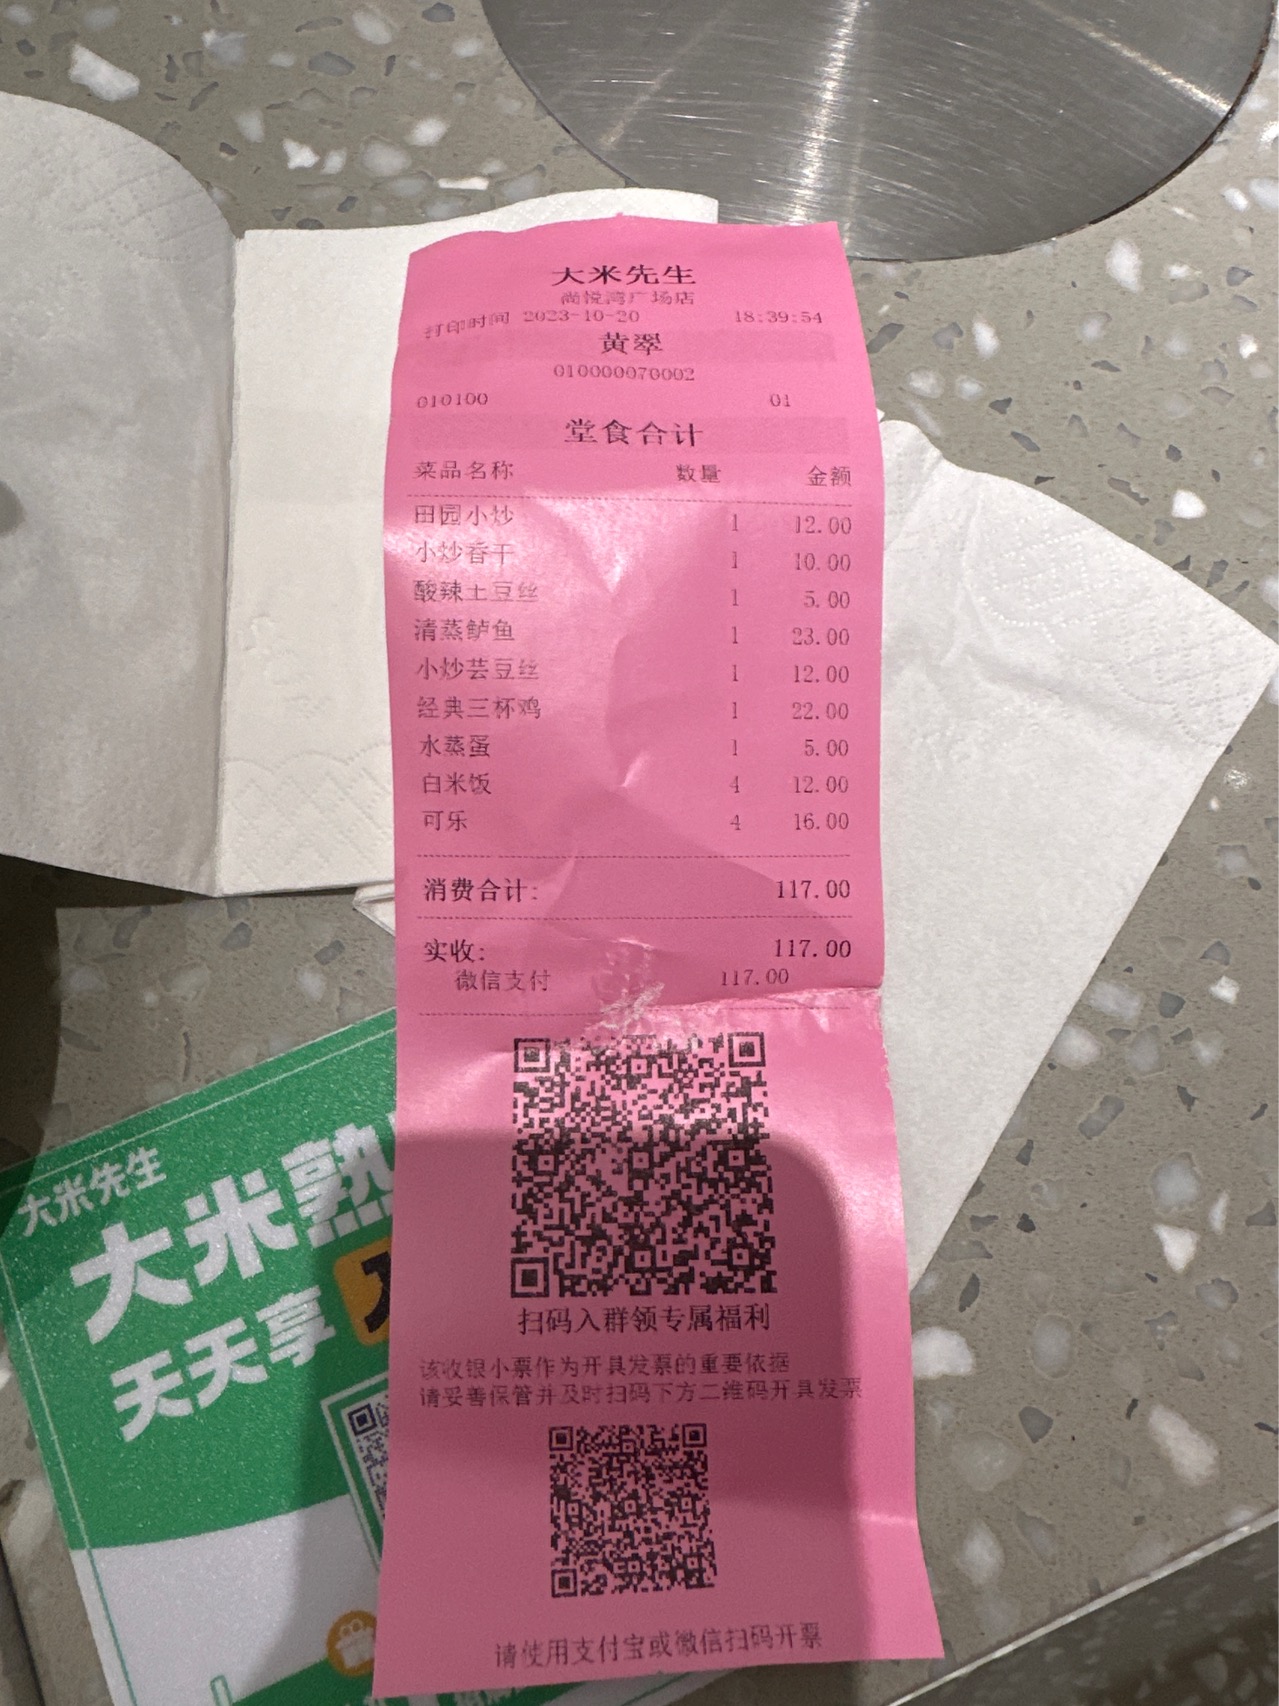 大米先生
尚悦湾广场店
打印时间 2023-10-20 18:39:54
黄翠
010000070002
010100 01
堂食合计
菜品名称 数量 金额
田园小炒 1 12.00
小炒香干 1 10.00
酸辣土豆丝 1 5.00
清蒸鲈鱼 1 23.00
小炒芸豆丝 1 12.00
经典三杯鸡 1 22.00
水蒸蛋 1 5.00
白米饭 4 12.00
可乐 4 16.00
消费合计: 117.00
实收: 117.00
微信支付 117.00
扫码入群领专属福利
该收银小票作为开具发票的重要依据
请妥善保管并及时扫码下方二维码开具发票
请使用支付宝或微信扫码开票
大米先生
大米熟
天天享